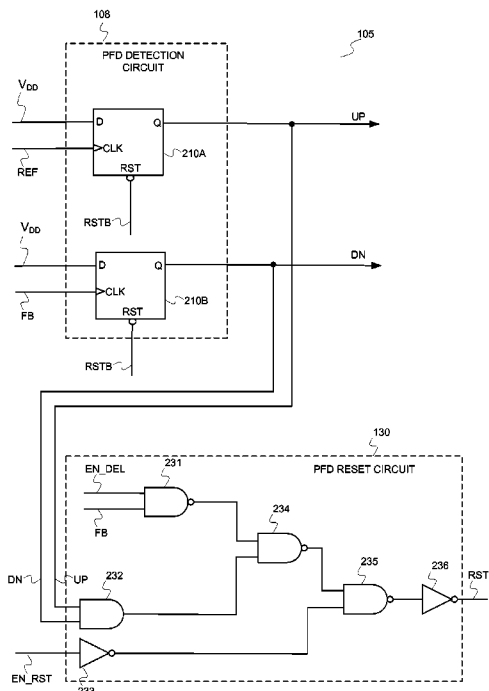 108
105
PFD DETECTION
CIRCUIT
VDD
D
Q
UP
CLK
REF
210A
RST
RSTB
VDD
D
Q
DN
CLK
FB
210B
RST
RSTB
130
PFD RESET CIRCUIT
EN_DEL
231
FB
234
232
235
236
RST
DN
UP
EN_RST
233